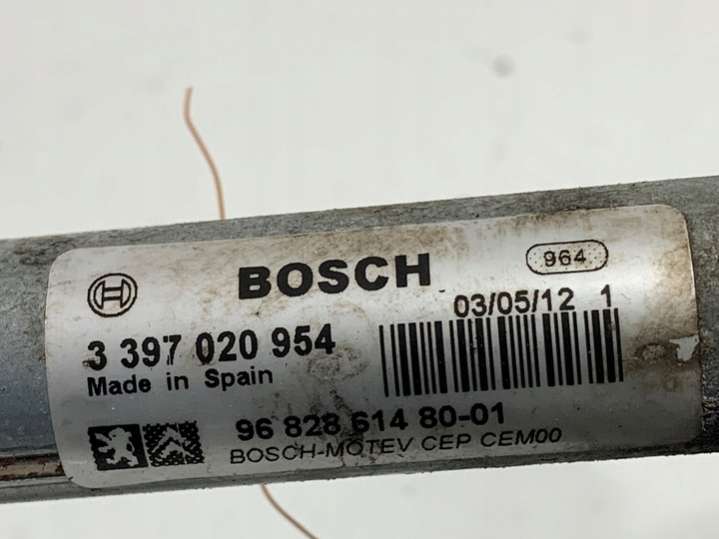 BOSCH
964
03/05/12 1
3 397 020 954
Made in Spain
96 828 614 80-01
BOSCH-MOTEV CEP CEM00